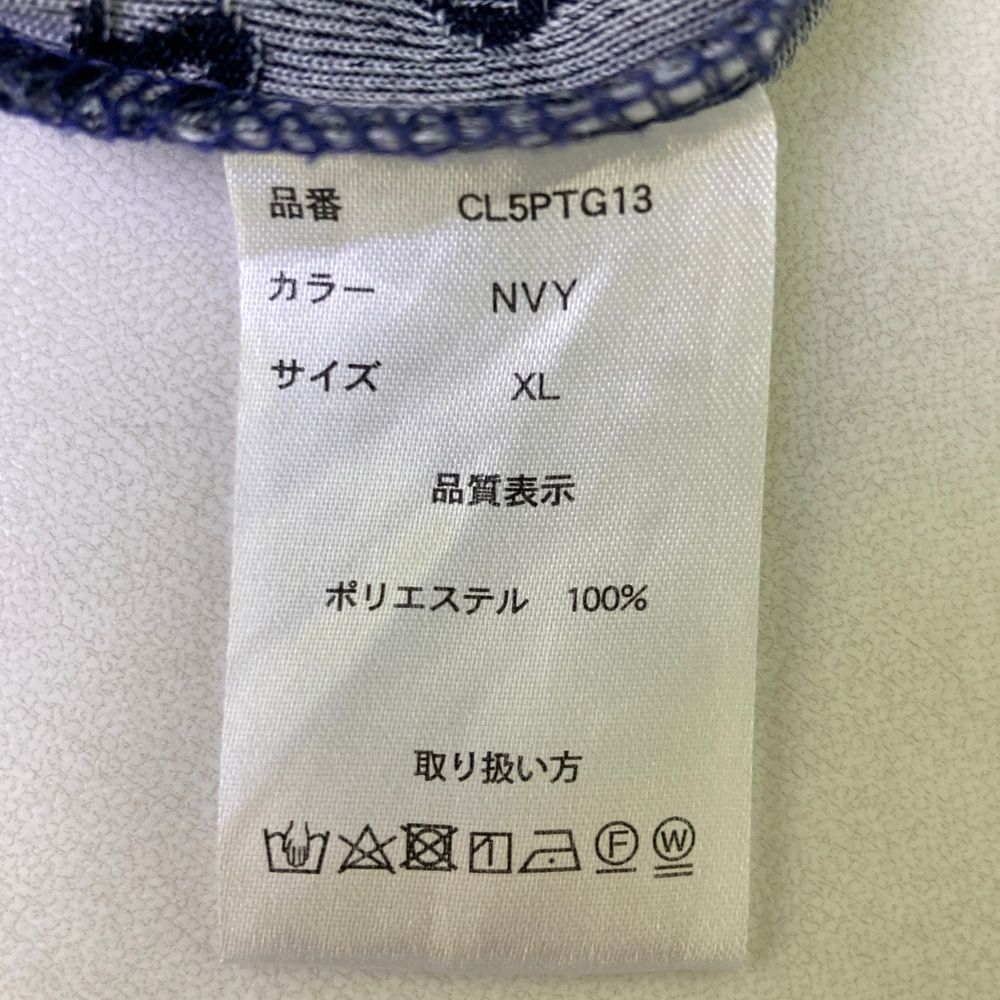 品番 CL5PTG13
カラー NVY
サイズ XL
品質表示
ポリエステル 100%
取り扱い方
F W